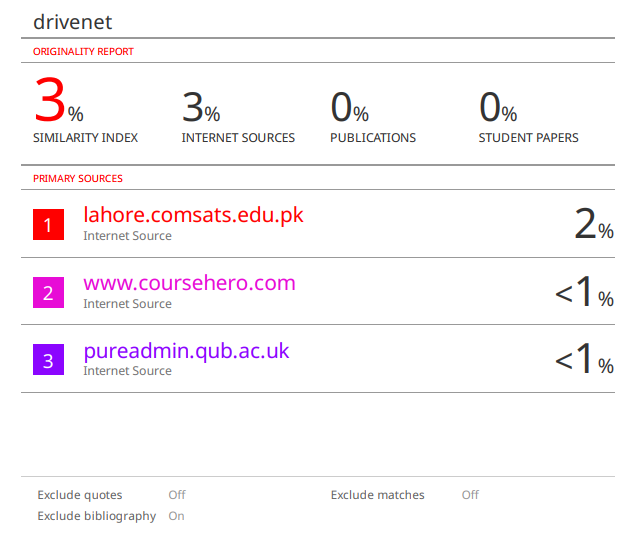 drivenet
ORIGINALITY REPORT
3% 3% 0% 0%
SIMILARITY INDEX INTERNET SOURCES PUBLICATIONS STUDENT PAPERS
PRIMARY SOURCES
1 lahore.comsats.edu.pk 2%
Internet Source
2 www.coursehero.com <1%
Internet Source
3 pureadmin.qub.ac.uk <1%
Internet Source
Exclude quotes Off Exclude matches Off
Exclude bibliography On